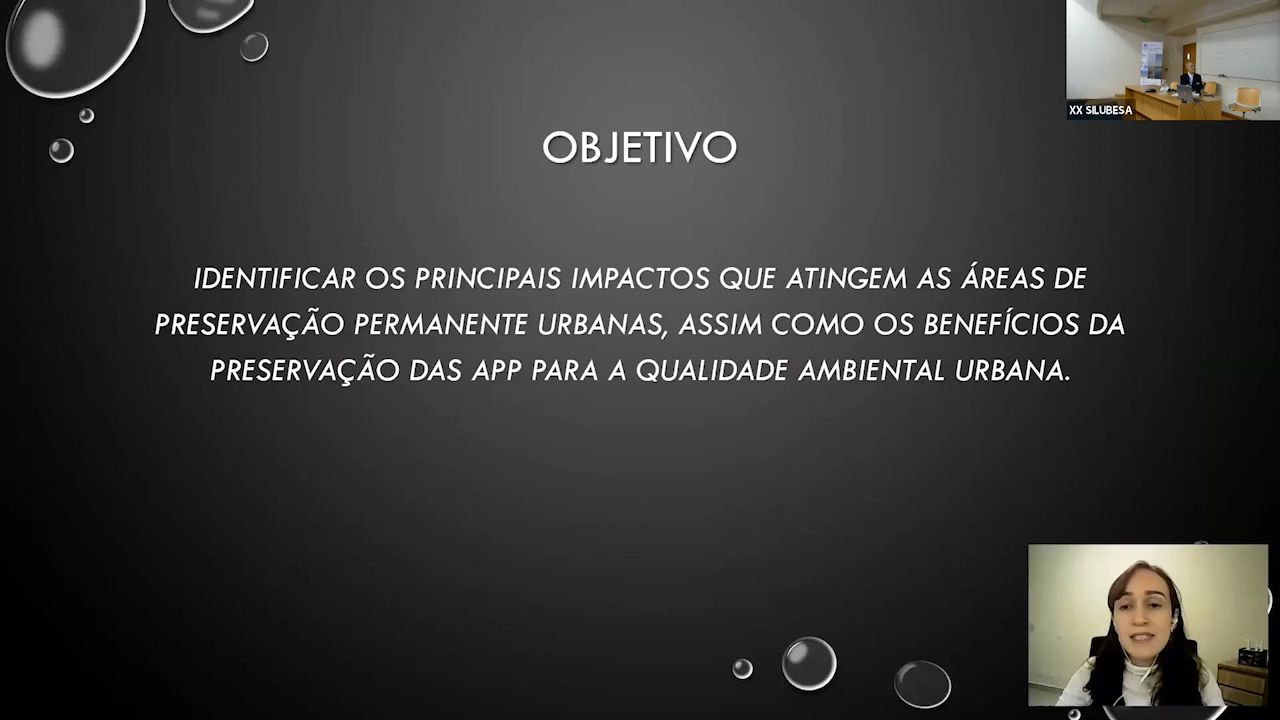 XX SILUBESA
OBJETIVO
IDENTIFICAR OS PRINCIPAIS IMPACTOS QUE ATINGEM AS ÁREAS DE
PRESERVAÇÃO PERMANENTE URBANAS, ASSIM COMO OS BENEFÍCIOS DA
PRESERVAÇÃO DAS APP PARA A QUALIDADE AMBIENTAL URBANA.